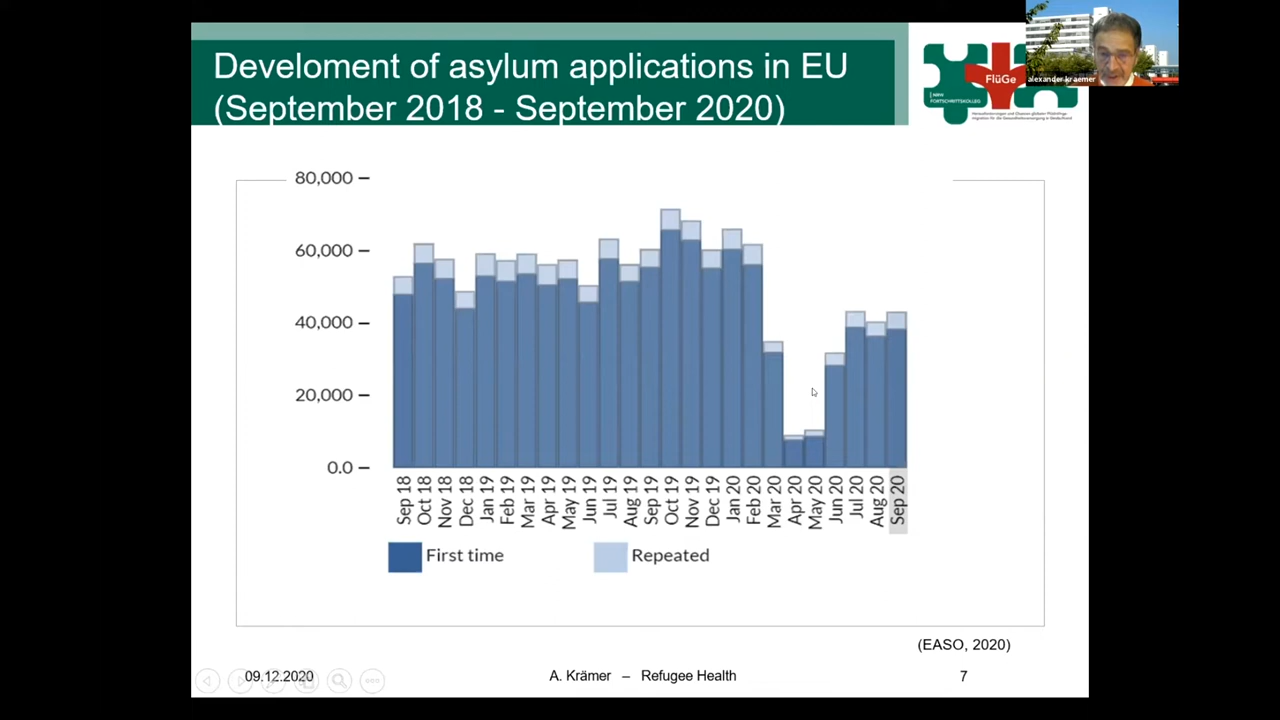 Develoment of asylum applications in EU
(September 2018 - September 2020)
FlüGe
alexander kraemer
NRW
FORTSCHRITTSKOLLEG
80,000
60,000
40,000
20,000
0.0
Sep 18
Oct 18
Nov 18
Dec 18
Jan 19
Feb 19
Mar 19
Apr 19
May 19
Jun 19
Jul 19
Aug 19
Sep 19
Oct 19
Nov 19
Dec 19
Jan 20
Feb 20
Mar 20
Apr 20
May 20
Jun 20
Jul 20
Aug 20
Sep 20
First time
Repeated
(EASO, 2020)
09.12.2020
A. Krämer – Refugee Health
7